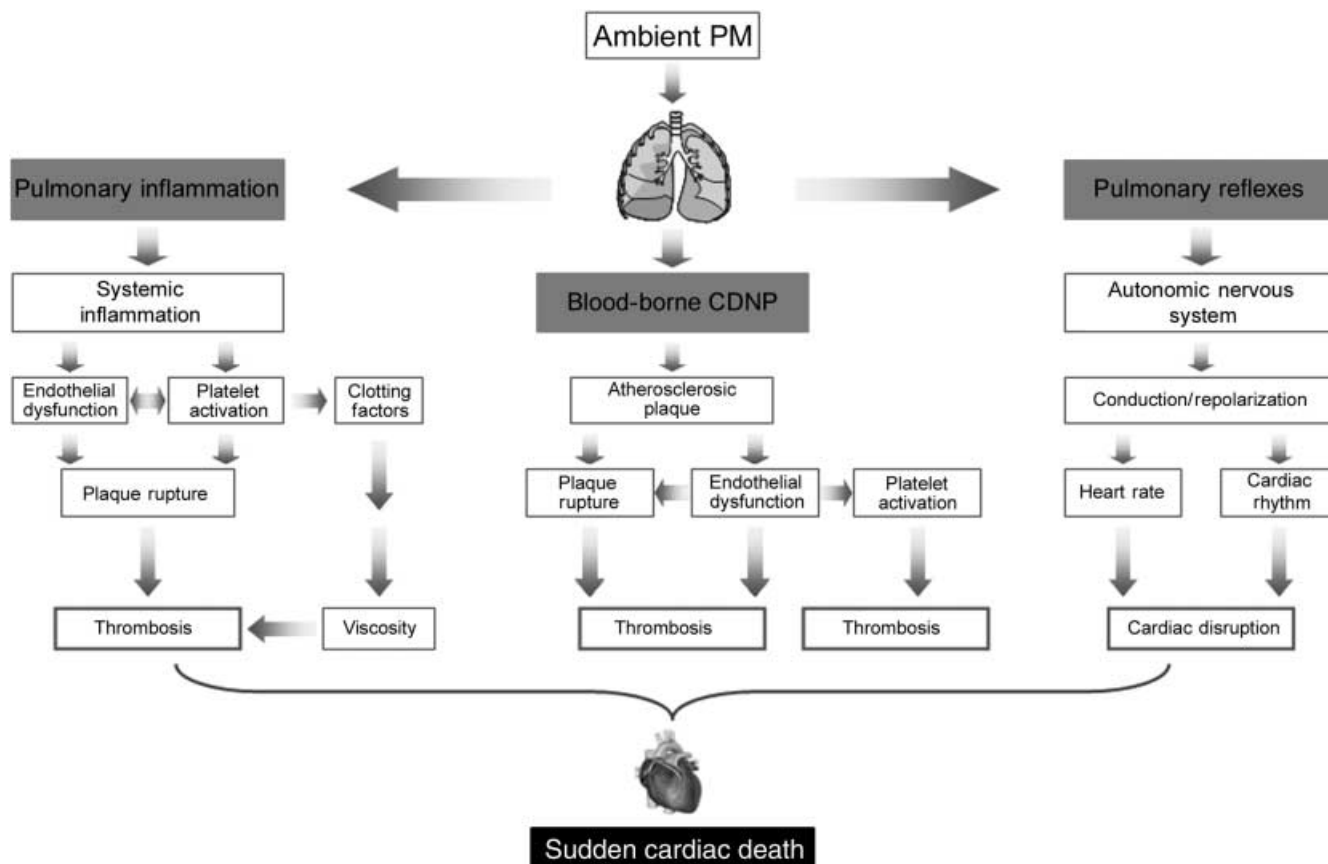 Ambient PM
Pulmonary inflammation
Pulmonary reflexes
Systemic
inflammation
Blood-borne CDNP
Autonomic nervous
system
Endothelial
dysfunction
Platelet
activation
Clotting
factors
Atherosclerosic
plaque
Conduction/repolarization
Plaque rupture
Plaque
rupture
Endothelial
dysfunction
Platelet
activation
Heart rate
Cardiac
rhythm
Thrombosis
Viscosity
Thrombosis
Thrombosis
Cardiac disruption
Sudden cardiac death